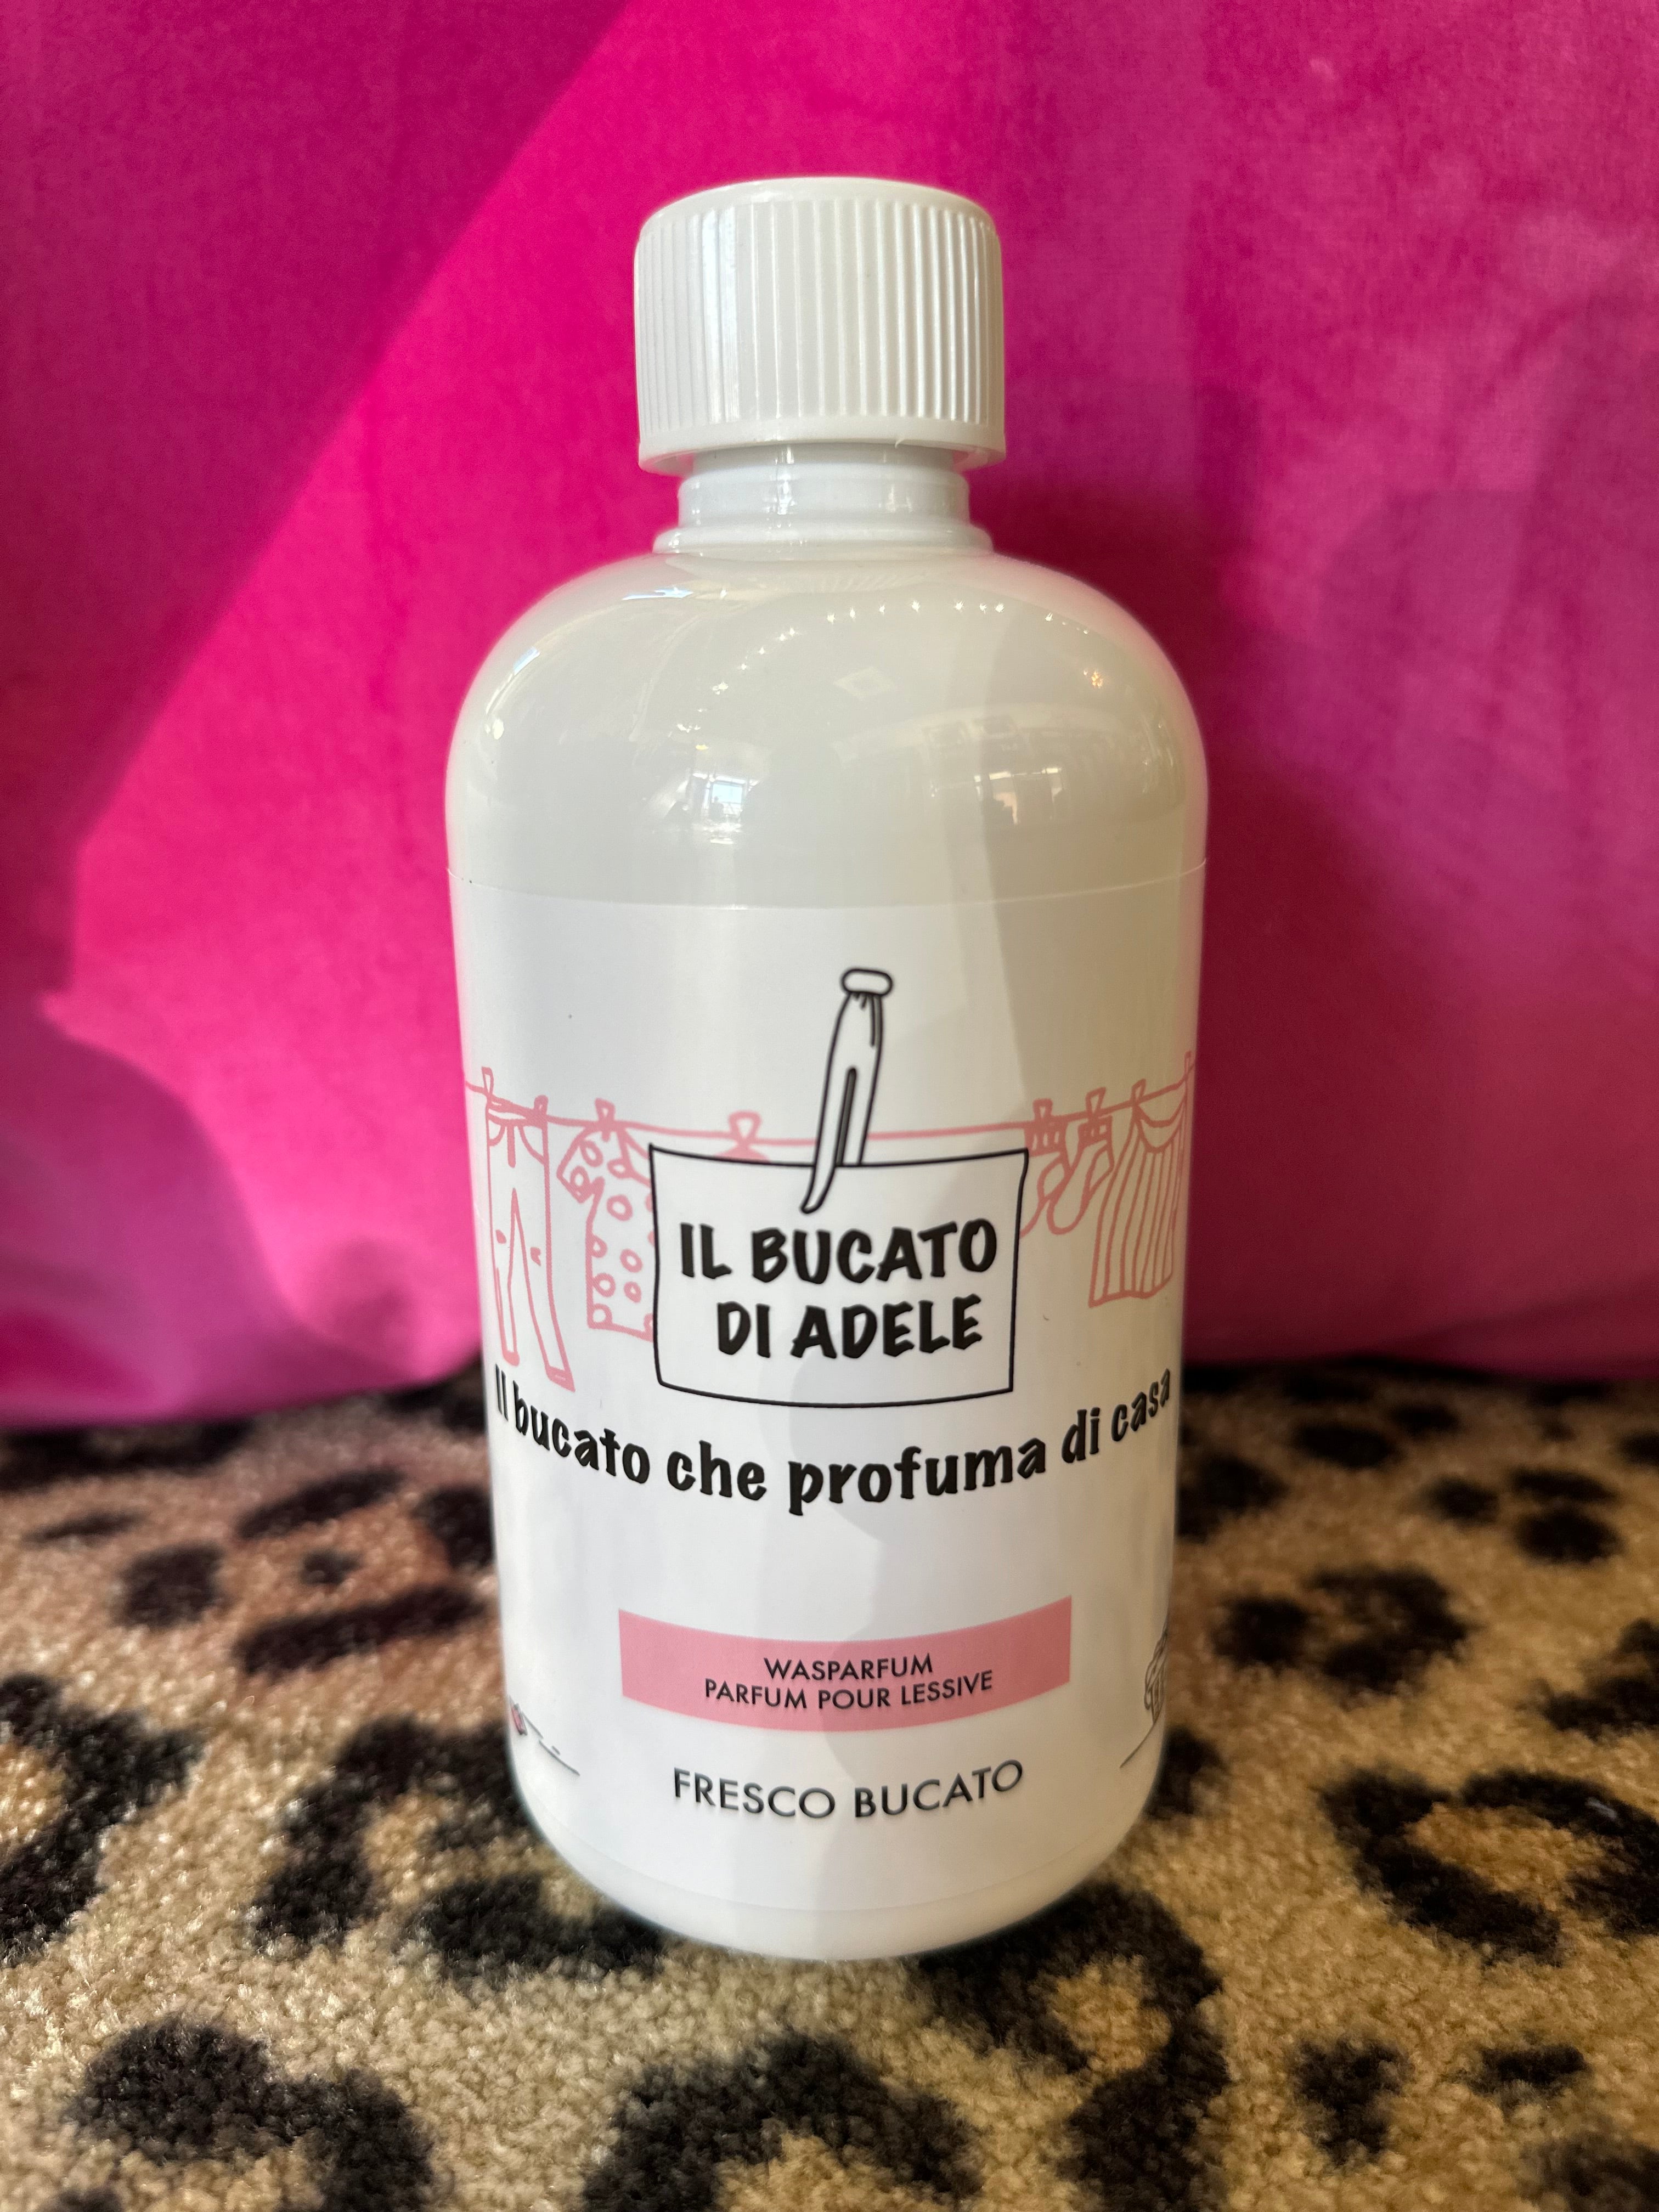 IL BUCATO
DI ADELE
Il bucato che profuma di casa
WASPARFUM
PARFUM POUR LESSIVE
FRESCO BUCATO